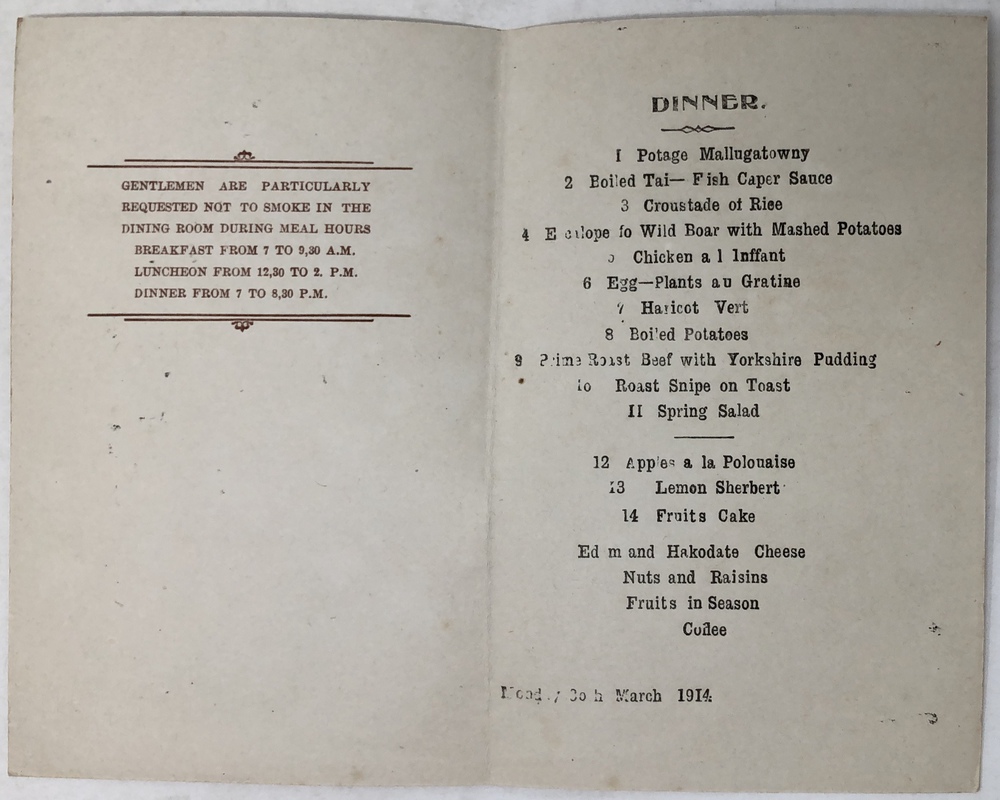 GENTLEMEN ARE PARTICULARLY
REQUESTED NOT TO SMOKE IN THE
DINING ROOM DURING MEAL HOURS
BREAKFAST FROM 7 TO 9,30 A.M.
LUNCHEON FROM 12,30 TO 2. P.M.
DINNER FROM 7 TO 8,30 P.M.
DINNER.
I Potage Mallugatowny
2 Boiled Tai— Fish Caper Sauce
3 Croustade of Rice
4 fo Wild Boar with Mashed Potatoes
Chicken a l Inffant
6 Egg—Plants au Gratine
7 Haricot Vert
8 Boiled Potatoes
9 Prime Roast Beef with Yorkshire Pudding
10 Roast Snipe on Toast
II Spring Salad
12 Apples a la Polonaise
13 Lemon Sherbert
14 Fruits Cake
Ed m and Hakodate Cheese
Nuts and Raisins
Fruits in Season
Coffee
Monday 30 h March 1914